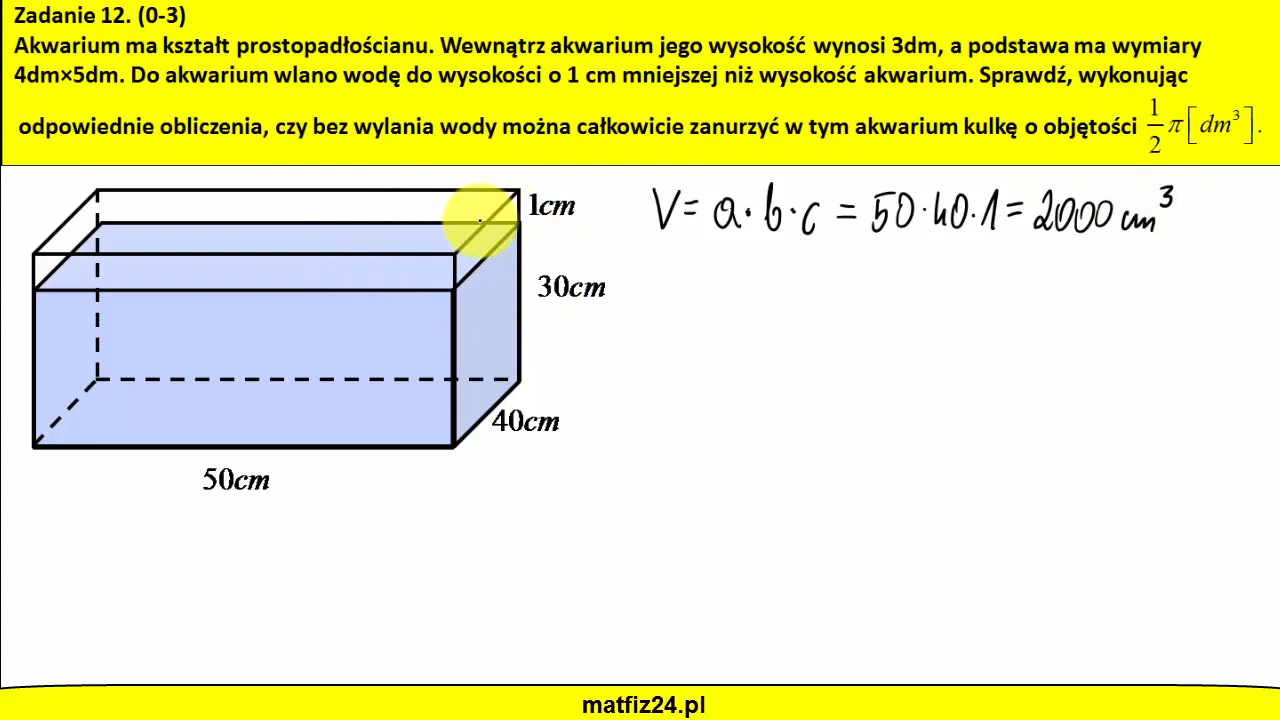 Zadanie 12. (0-3)
Akwarium ma kształt prostopadłościanu. Wewnątrz akwarium jego wysokość wynosi 3dm, a podstawa ma wymiary
4dm×5dm. Do akwarium wlano wodę do wysokości o 1 cm mniejszej niż wysokość akwarium. Sprawdź, wykonując
odpowiednie obliczenia, czy bez wylania wody można całkowicie zanurzyć w tym akwarium kulkę o objętości 1/2 π[dm³].
1cm
V= a·b·c = 50·40·1 = 2000 cm³
30cm
40cm
50cm
matfiz24.pl